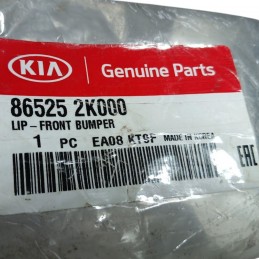 KIA Genuine Parts
86525 2K000
LIP - FRONT BUMPER
1 PC EA08 KTSF MADE IN KOREA
EAC